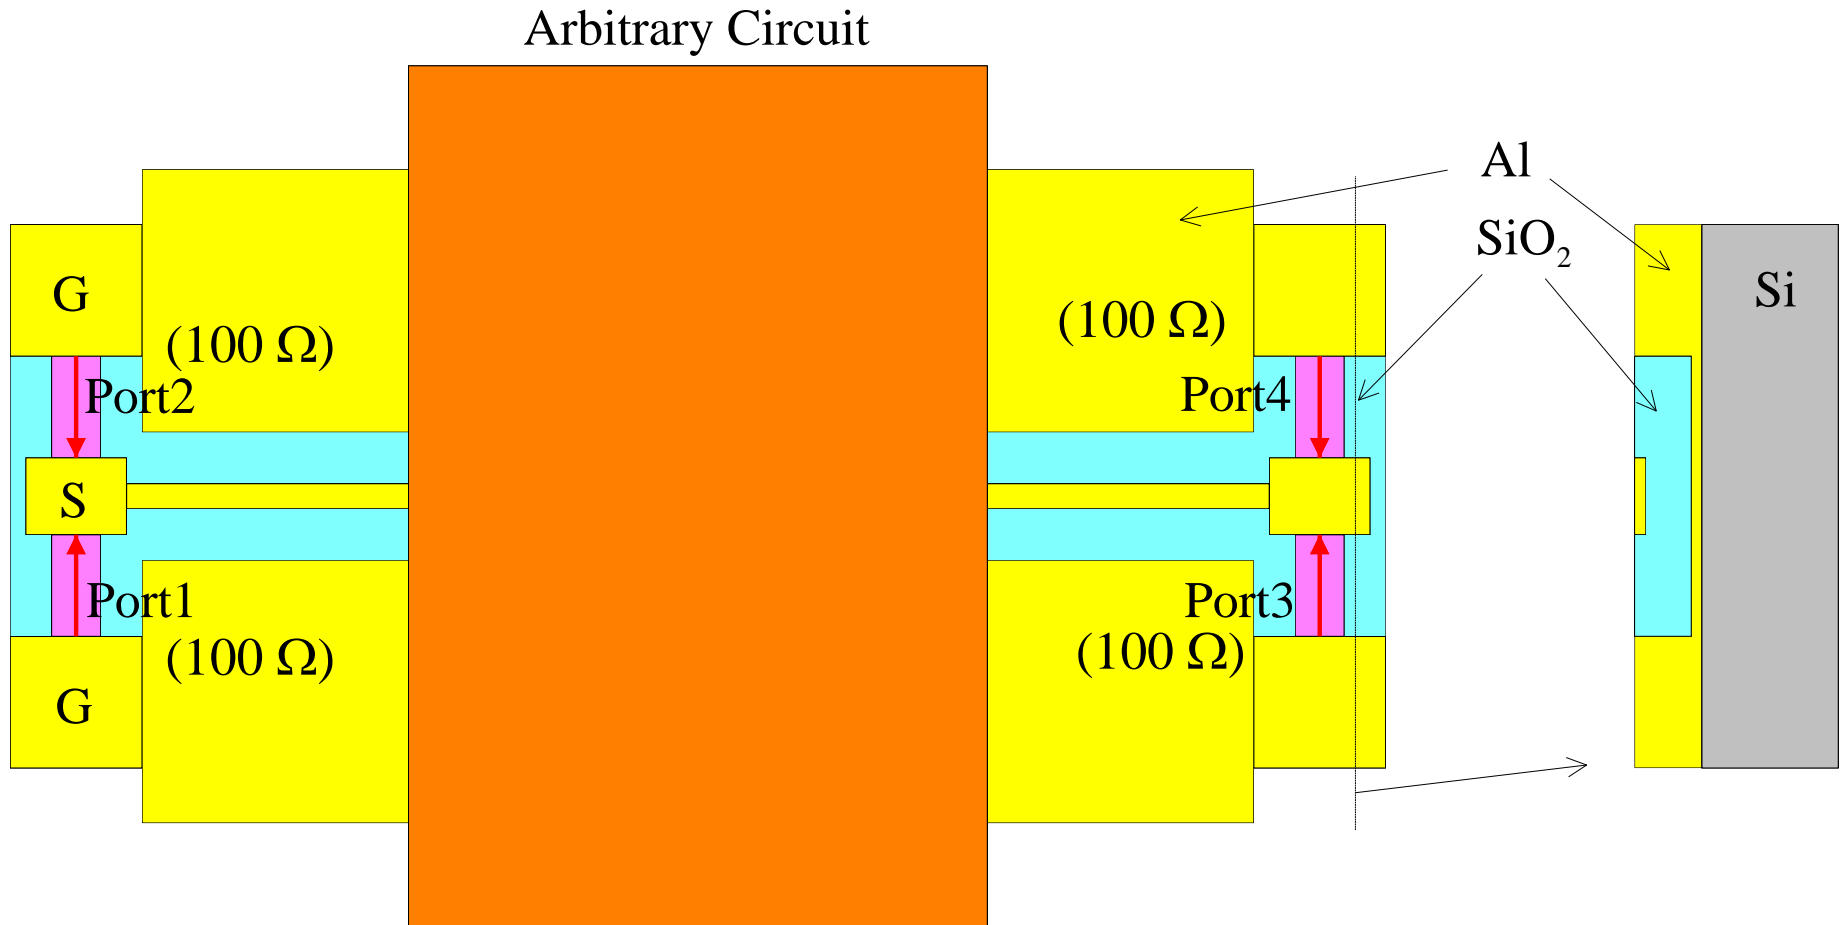 Arbitrary Circuit
Al
SiO₂
G
Si
(100 Ω)
(100 Ω)
Port2
Port4
S
Port1
Port3
(100 Ω)
(100 Ω)
G